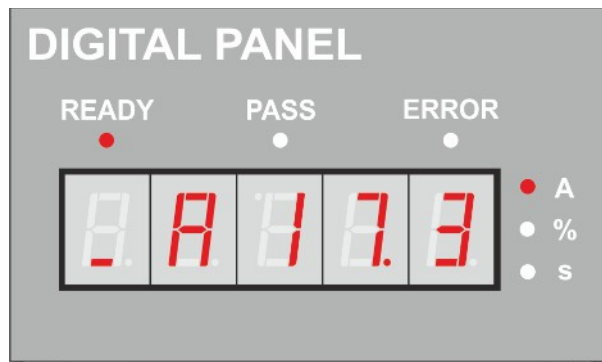 DIGITAL PANEL
READY PASS ERROR
_A17.3
A
%
s